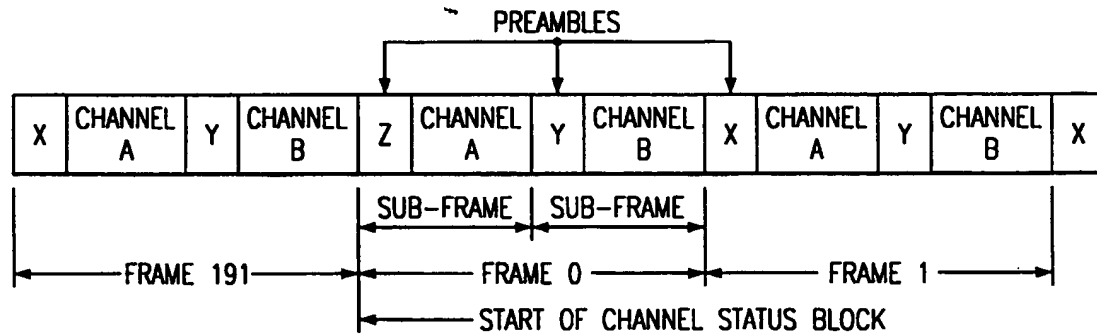 PREAMBLES
X CHANNEL A Y CHANNEL B Z CHANNEL A Y CHANNEL B X CHANNEL A Y CHANNEL B X
SUB-FRAME SUB-FRAME
FRAME 191 FRAME 0 FRAME 1
START OF CHANNEL STATUS BLOCK